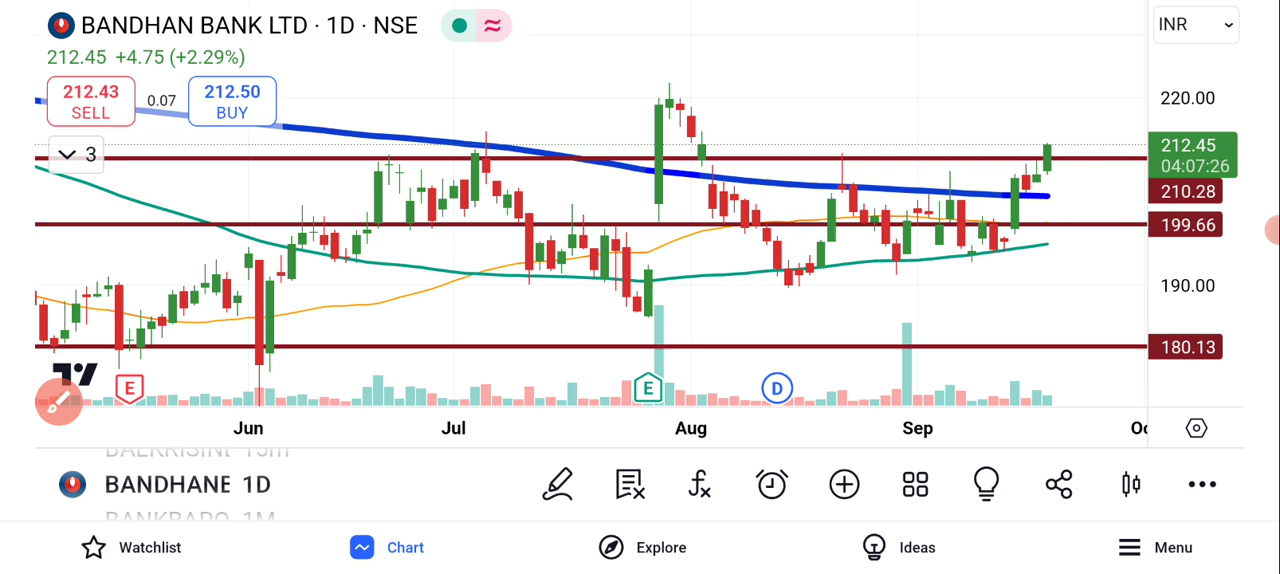 BANDHAN BANK LTD · 1D · NSE
INR
212.45 +4.75 (+2.29%)
212.43
SELL
0.07
212.50
BUY
3
220.00
212.45
04:07:26
210.28
199.66
190.00
180.13
E
E
D
D
Jun
Jul
Aug
Sep
BANDHANE 1D
BANKBARO 1M
Watchlist
Chart
Explore
Ideas
Menu